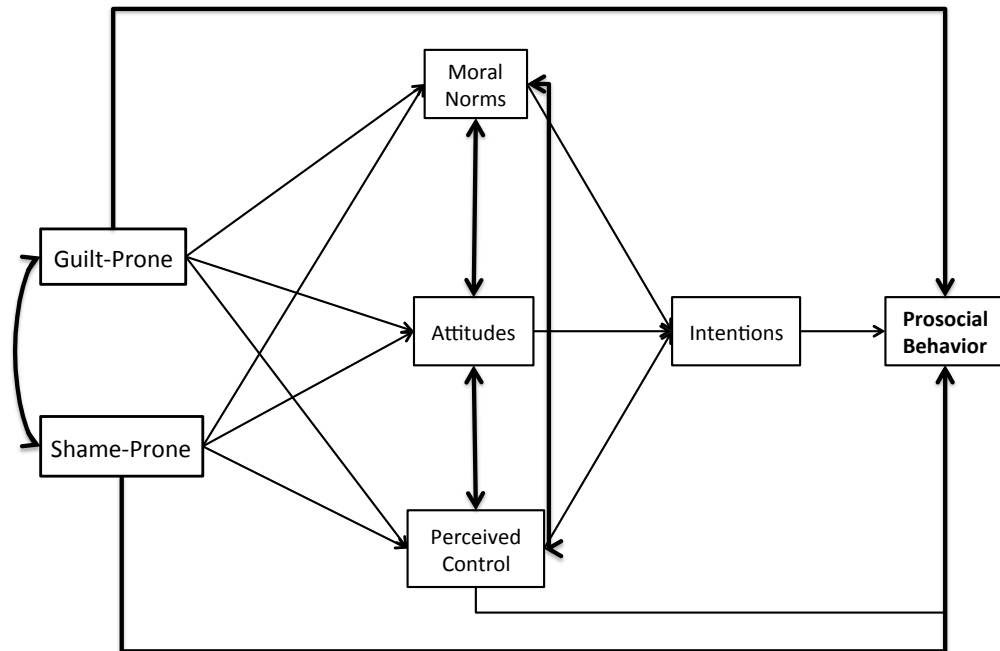 Moral
Norms
Guilt-Prone
Attitudes
Intentions
Prosocial
Behavior
Shame-Prone
Perceived
Control